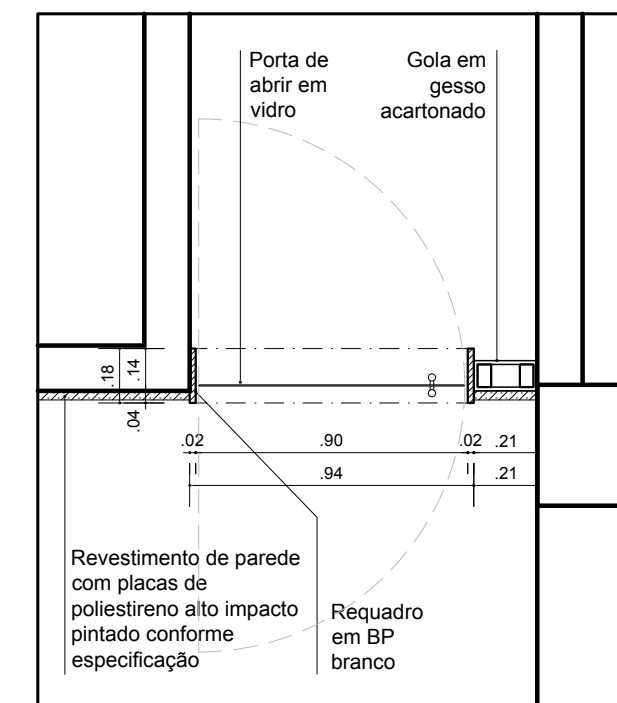 Porta de
abrir em
vidro
Gola em
gesso
acartonado
.18
.14
.04
.02
.90
.02
.21
.94
.21
Revestimento de parede
com placas de
poliestireno alto impacto
pintado conforme
especificação
Requadro
em BP
branco